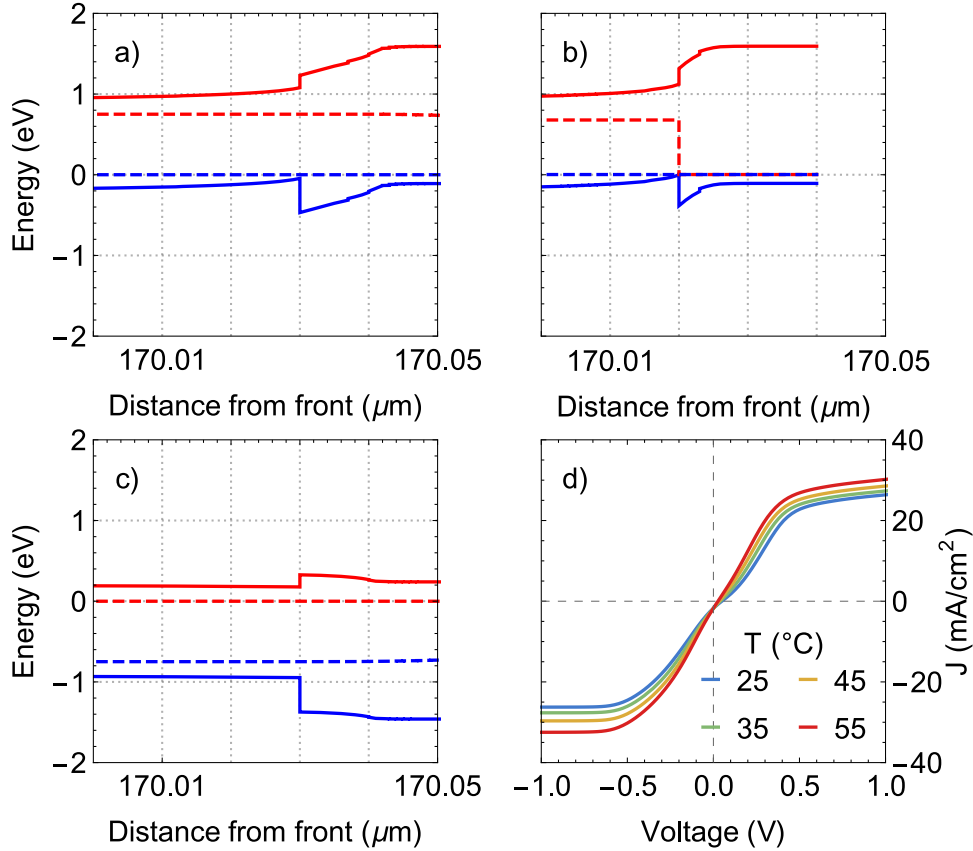 2
1
0
−1
−2
Energy (eV)
a)
170.01
170.05
Distance from front (μm)
b)
170.01
170.05
Distance from front (μm)
2
1
0
−1
−2
Energy (eV)
c)
170.01
170.05
Distance from front (μm)
d)
40
20
0
−20
−40
J (mA/cm²)
T (°C)
25
45
35
55
−1.0
−0.5
0.0
0.5
1.0
Voltage (V)